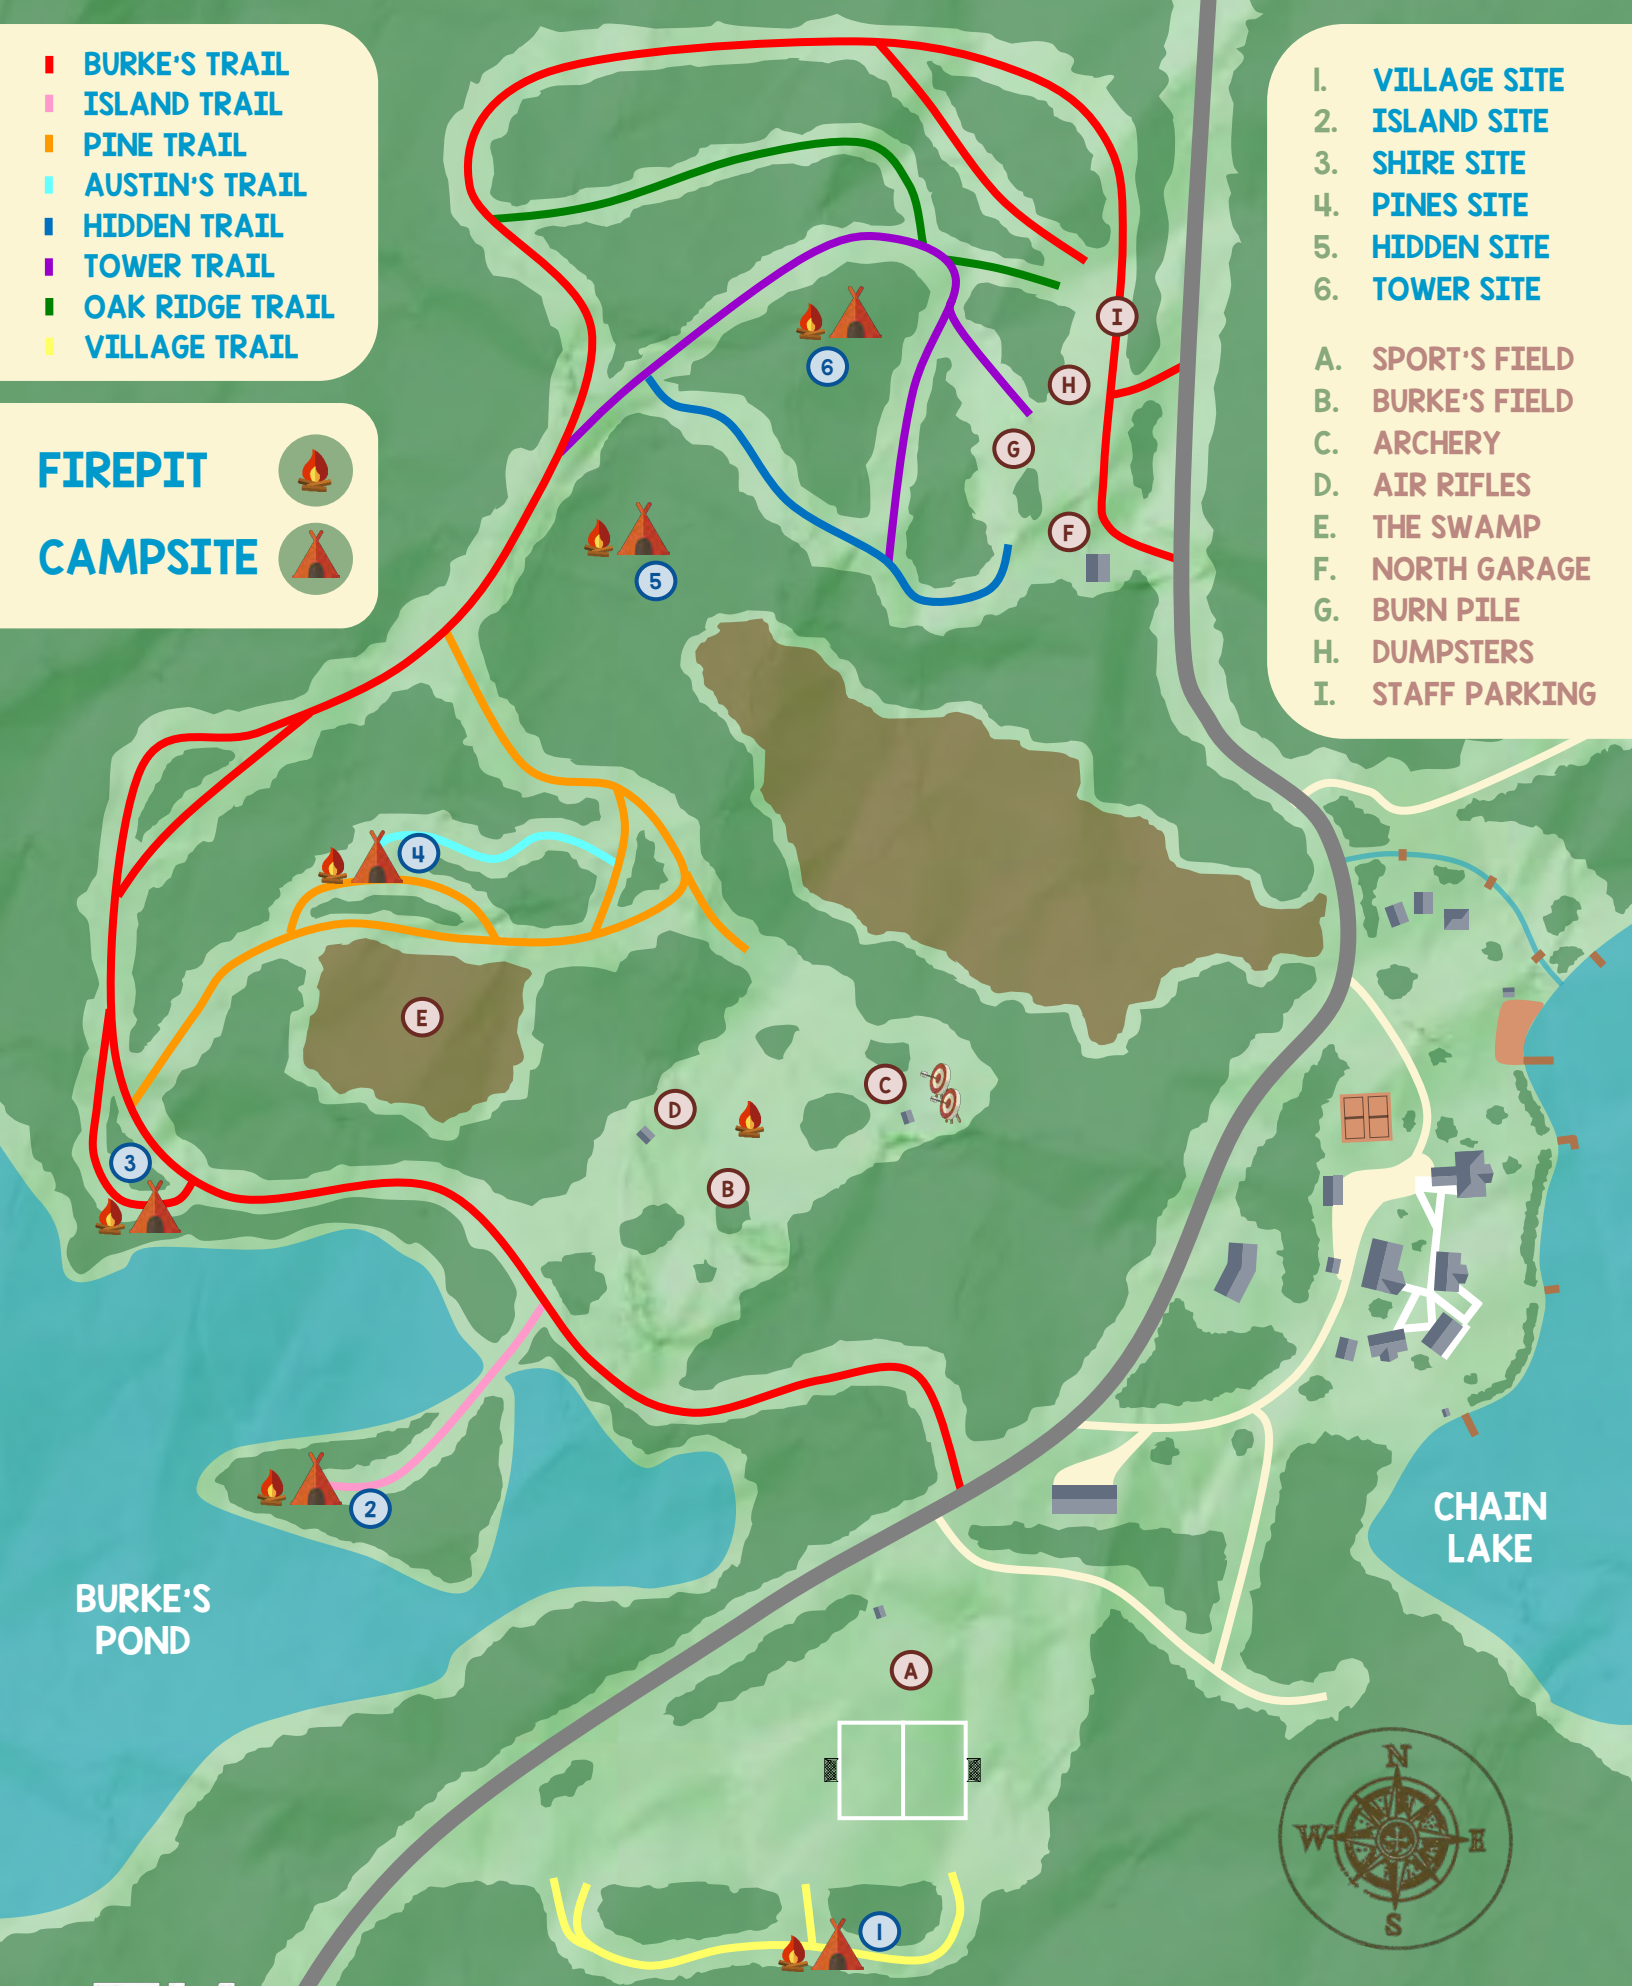 BURKE'S TRAIL
ISLAND TRAIL
PINE TRAIL
AUSTIN'S TRAIL
HIDDEN TRAIL
TOWER TRAIL
OAK RIDGE TRAIL
VILLAGE TRAIL
FIREPIT
CAMPSITE
1. VILLAGE SITE
2. ISLAND SITE
3. SHIRE SITE
4. PINES SITE
5. HIDDEN SITE
6. TOWER SITE
A. SPORT'S FIELD
B. BURKE'S FIELD
C. ARCHERY
D. AIR RIFLES
E. THE SWAMP
F. NORTH GARAGE
G. BURN PILE
H. DUMPSTERS
I. STAFF PARKING
I
6
H
G
F
5
4
E
C
D
3
B
2
CHAIN
LAKE
BURKE'S
POND
A
1
N
W E
S